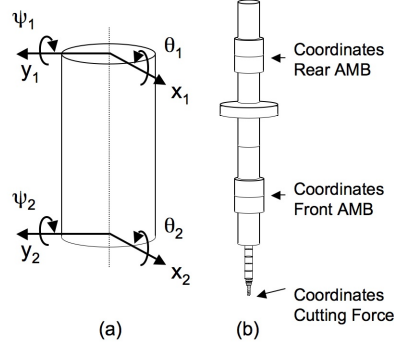 ψ1
θ1
y1
x1
ψ2
θ2
y2
x2
(a)
Coordinates
Rear AMB
Coordinates
Front AMB
Coordinates
Cutting Force
(b)